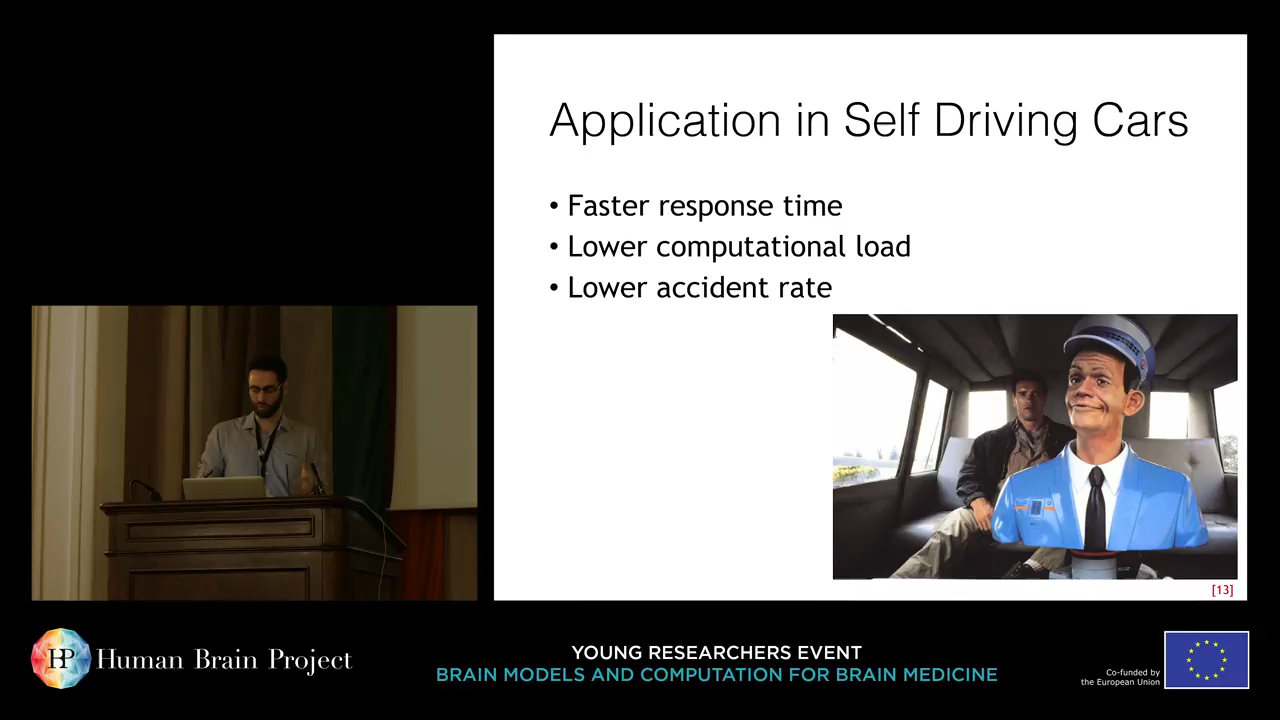 Application in Self Driving Cars
• Faster response time
• Lower computational load
• Lower accident rate
[13]
HP Human Brain Project
YOUNG RESEARCHERS EVENT
BRAIN MODELS AND COMPUTATION FOR BRAIN MEDICINE
Co-funded by
the European Union